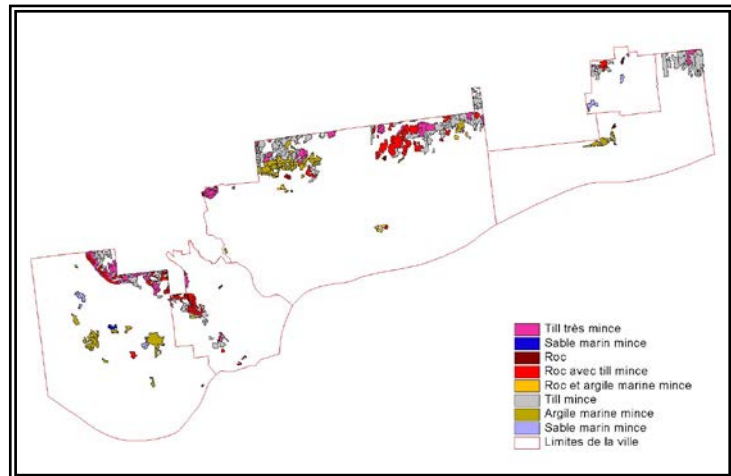 Till très mince
Sable marin mince
Roc
Roc avec till mince
Roc et argile marine mince
Till mince
Argile marine mince
Sable marin mince
Limites de la ville